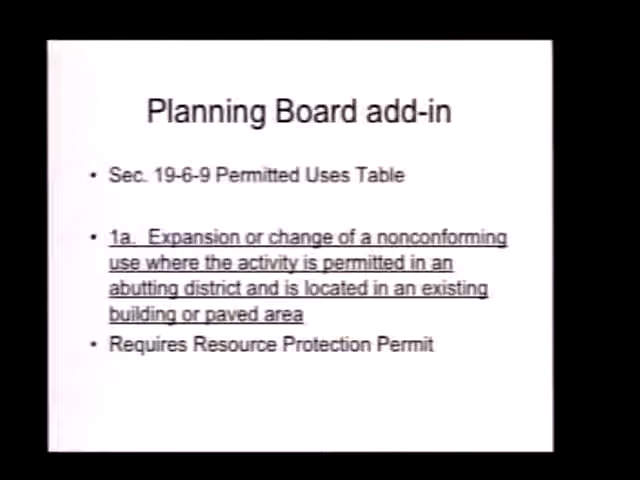 Planning Board add-in
• Sec. 19-6-9 Permitted Uses Table
• 1a. Expansion or change of a nonconforming
use where the activity is permitted in an
abutting district and is located in an existing
building or paved area
• Requires Resource Protection Permit